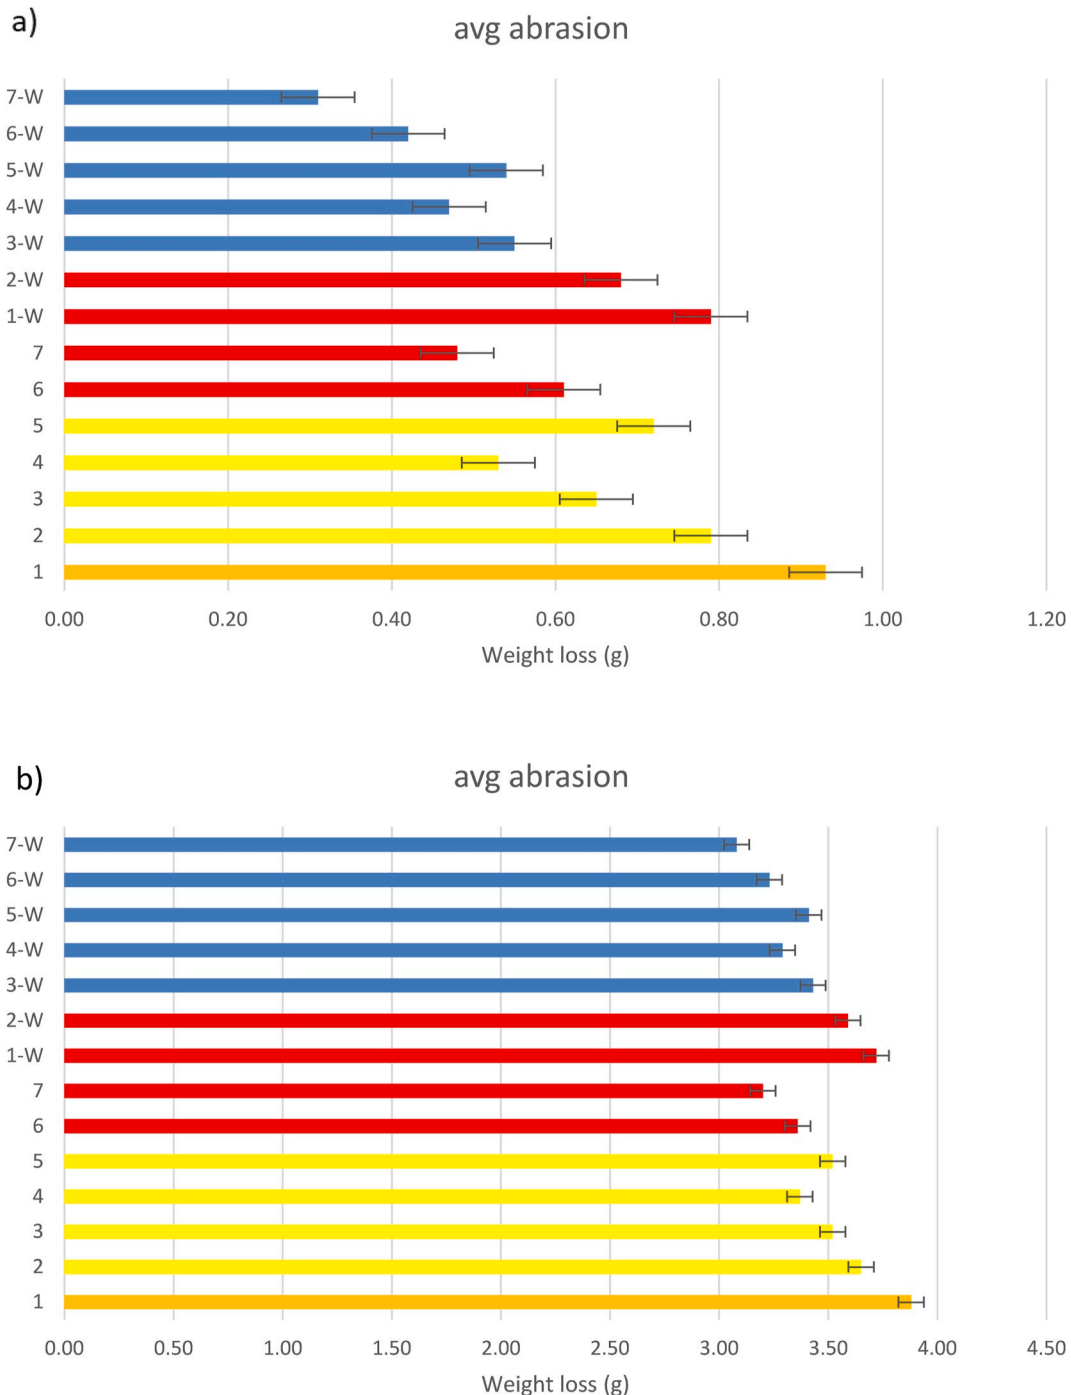 a)
avg abrasion
7-W
6-W
5-W
4-W
3-W
2-W
1-W
7
6
5
4
3
2
1
0.00 0.20 0.40 0.60 0.80 1.00 1.20
Weight loss (g)
b)
avg abrasion
7-W
6-W
5-W
4-W
3-W
2-W
1-W
7
6
5
4
3
2
1
0.00 0.50 1.00 1.50 2.00 2.50 3.00 3.50 4.00 4.50
Weight loss (g)